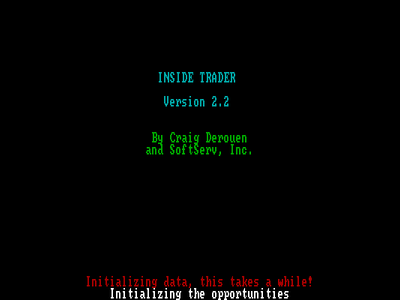 INSIDE TRADER
Version 2.2
By Craig Derouen
and SoftServ, Inc.
Initializing data, this takes a while!
Initializing the opportunities